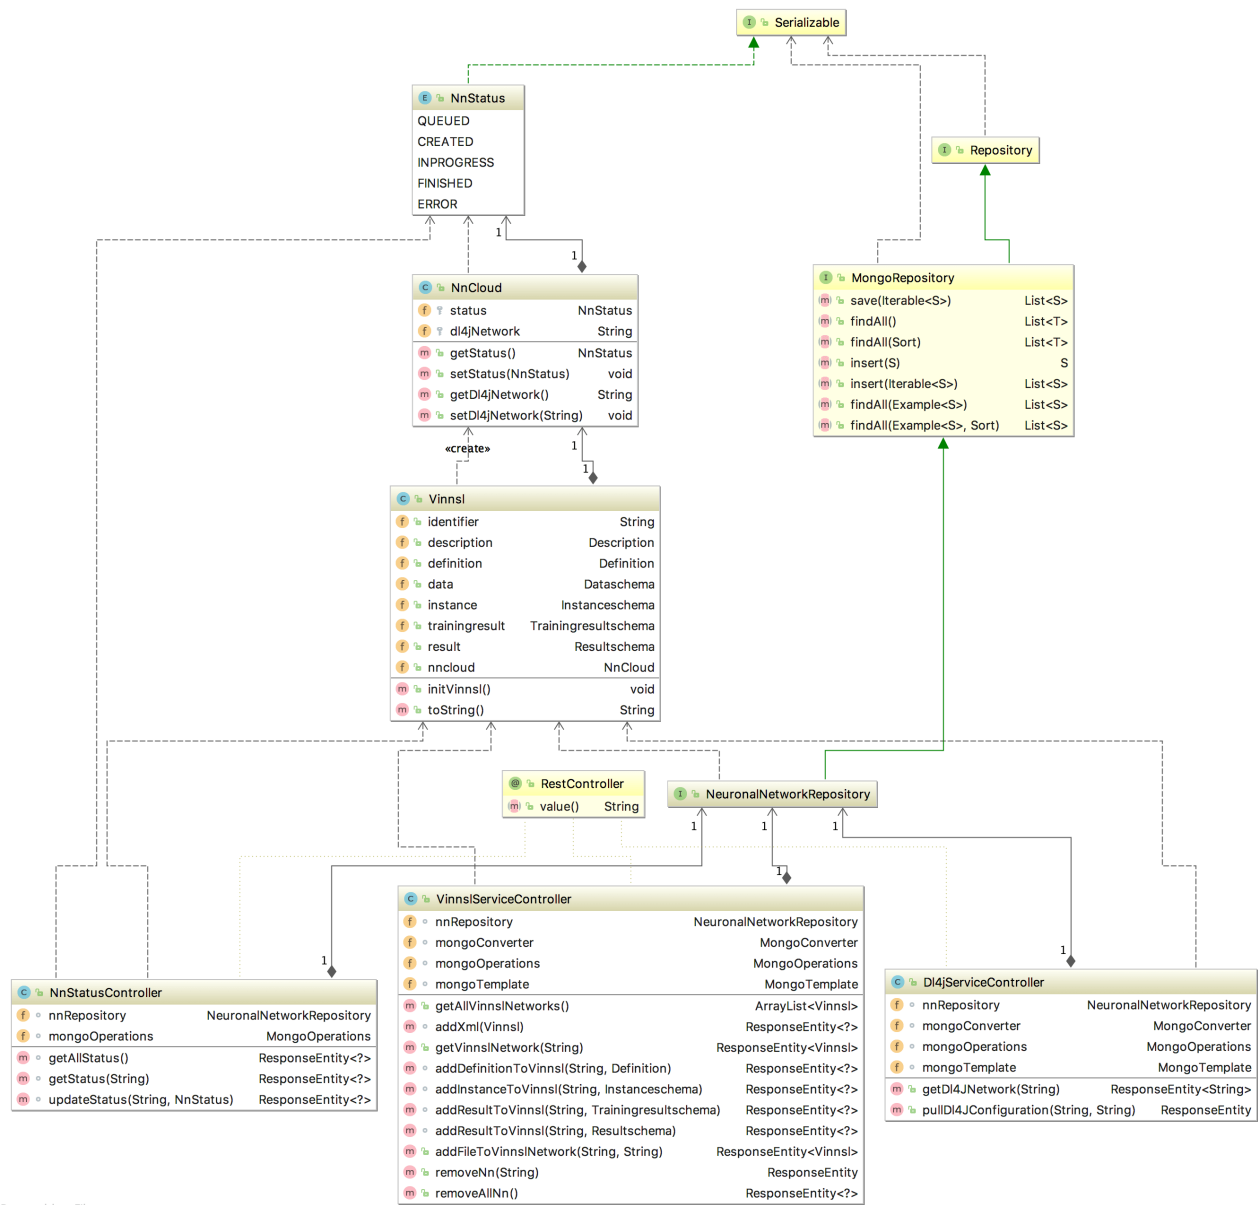 I Serializable
E NnStatus
QUEUED
CREATED
INPROGRESS
FINISHED
ERROR
I Repository
1
1
C NnCloud
f status NnStatus
f dl4jNetwork String
m getStatus() NnStatus
m setStatus(NnStatus) void
m getDl4jNetwork() String
m setDl4jNetwork(String) void
I MongoRepository
m save(Iterable<S>) List<S>
m findAll() List<T>
m findAll(Sort) List<T>
m insert(S) S
m insert(Iterable<S>) List<S>
m findAll(Example<S>) List<S>
m findAll(Example<S>, Sort) List<S>
«create»
1
1
C Vinnsl
f identifier String
f description Description
f definition Definition
f data Dataschema
f instance Instanceschema
f trainingresult Trainingresultschema
f result Resultschema
f nncloud NnCloud
m initVinnsl() void
m toString() String
@ RestController
m value() String
I NeuronalNetworkRepository
1
1
1
1
1
1
C NnStatusController
f nnRepository NeuronalNetworkRepository
f mongoOperations MongoOperations
m getAllStatus() ResponseEntity<?>
m getStatus(String) ResponseEntity<?>
m updateStatus(String, NnStatus) ResponseEntity<?>
C VinnslServiceController
f nnRepository NeuronalNetworkRepository
f mongoConverter MongoConverter
f mongoOperations MongoOperations
f mongoTemplate MongoTemplate
m getAllVinnslNetworks() ArrayList<Vinnsl>
m addXml(Vinnsl) ResponseEntity<?>
m getVinnslNetwork(String) ResponseEntity<Vinnsl>
m addDefinitionToVinnsl(String, Definition) ResponseEntity<?>
m addInstanceToVinnsl(String, Instanceschema) ResponseEntity<?>
m addResultToVinnsl(String, Trainingresultschema) ResponseEntity<?>
m addResultToVinnsl(String, Resultschema) ResponseEntity<?>
m addFileToVinnslNetwork(String, String) ResponseEntity<Vinnsl>
m removeNn(String) ResponseEntity
m removeAllNn() ResponseEntity<?>
C Dl4jServiceController
f nnRepository NeuronalNetworkRepository
f mongoConverter MongoConverter
f mongoOperations MongoOperations
f mongoTemplate MongoTemplate
m getDl4JNetwork(String) ResponseEntity<String>
m pullDl4JConfiguration(String, String) ResponseEntity